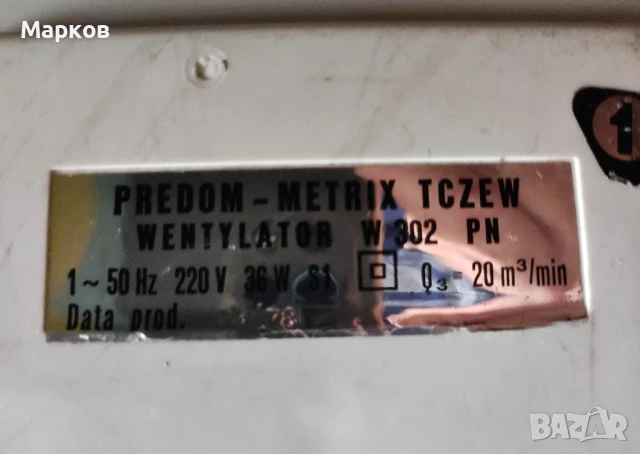 Марков
1
PREDOM - METRIX TCZEW
WENTYLATOR W 302 PN
1 ~ 50 Hz 220 V 36 W S1 Q₃ = 20 m³/min
Data prod. 78
BAZAR